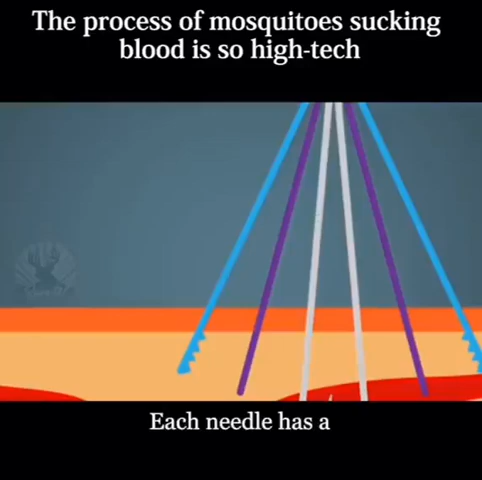 The process of mosquitoes sucking
blood is so high-tech
Each needle has a